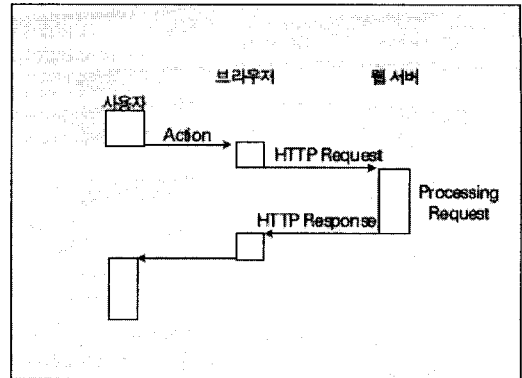 브라우저
웹 서버
사용자
Action
HTTP Request
Processing
Request
HTTP Response